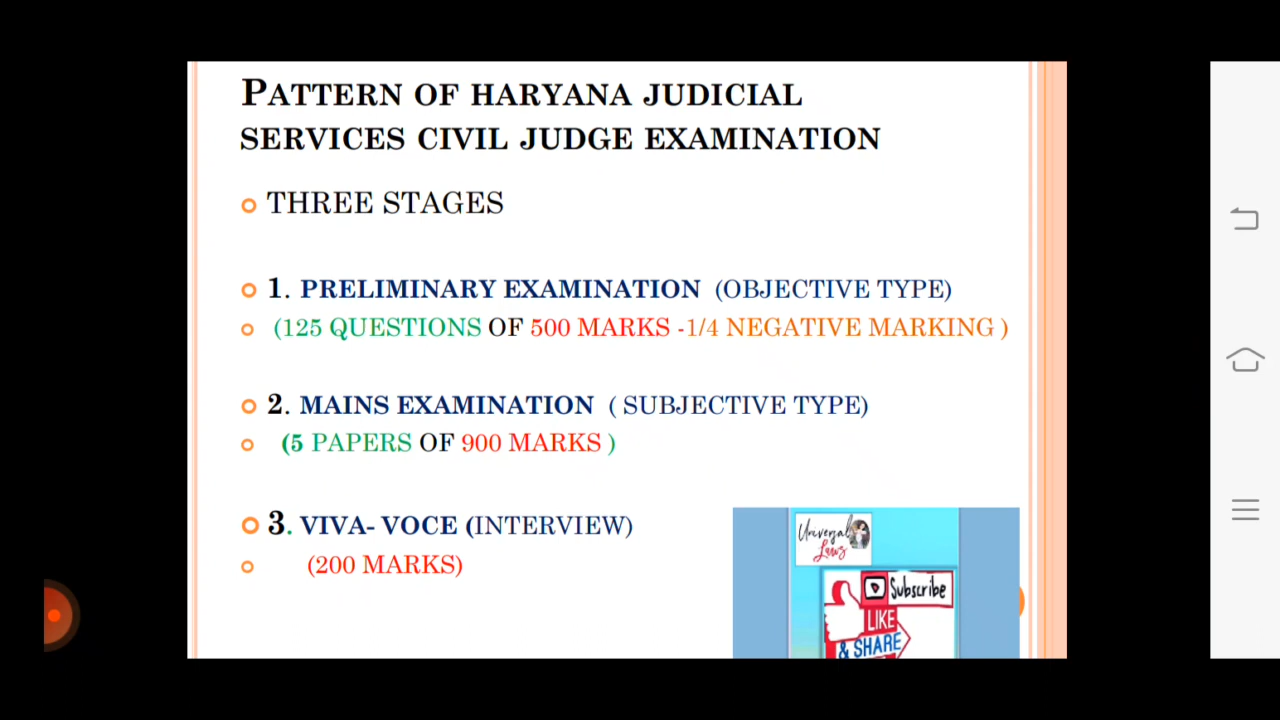 PATTERN OF HARYANA JUDICIAL
SERVICES CIVIL JUDGE EXAMINATION
THREE STAGES
1. PRELIMINARY EXAMINATION (OBJECTIVE TYPE)
(125 QUESTIONS OF 500 MARKS -1/4 NEGATIVE MARKING )
2. MAINS EXAMINATION ( SUBJECTIVE TYPE)
(5 PAPERS OF 900 MARKS )
3. VIVA- VOCE (INTERVIEW)
(200 MARKS)
Universal
Laws
Subscribe
LIKE
& SHARE